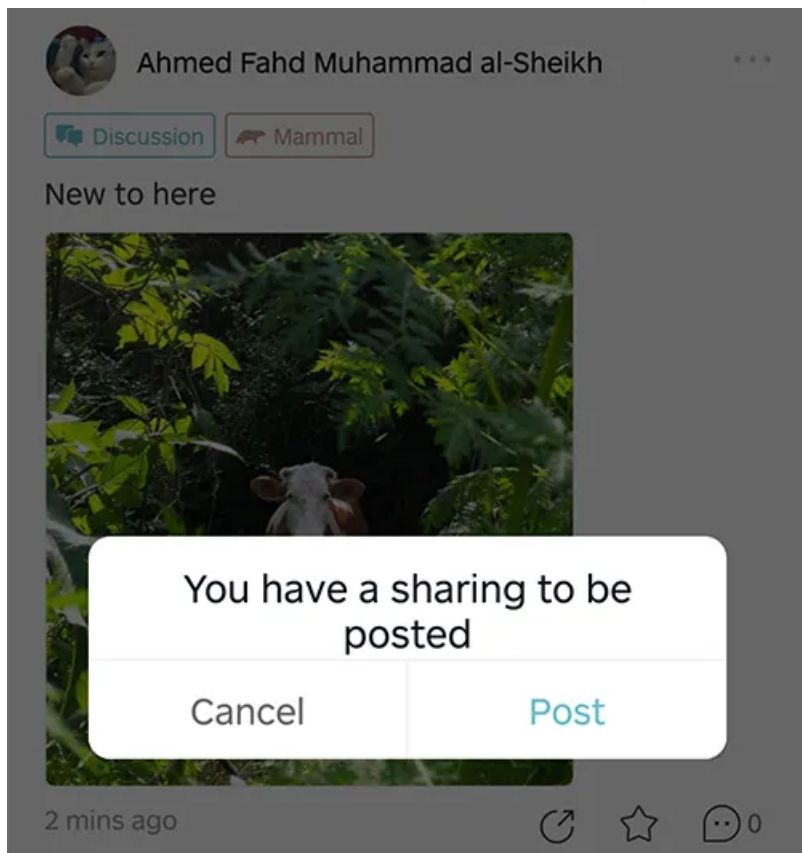 Ahmed Fahd Muhammad al-Sheikh
Discussion Mammal
New to here
You have a sharing to be
posted
Cancel Post
2 mins ago 0